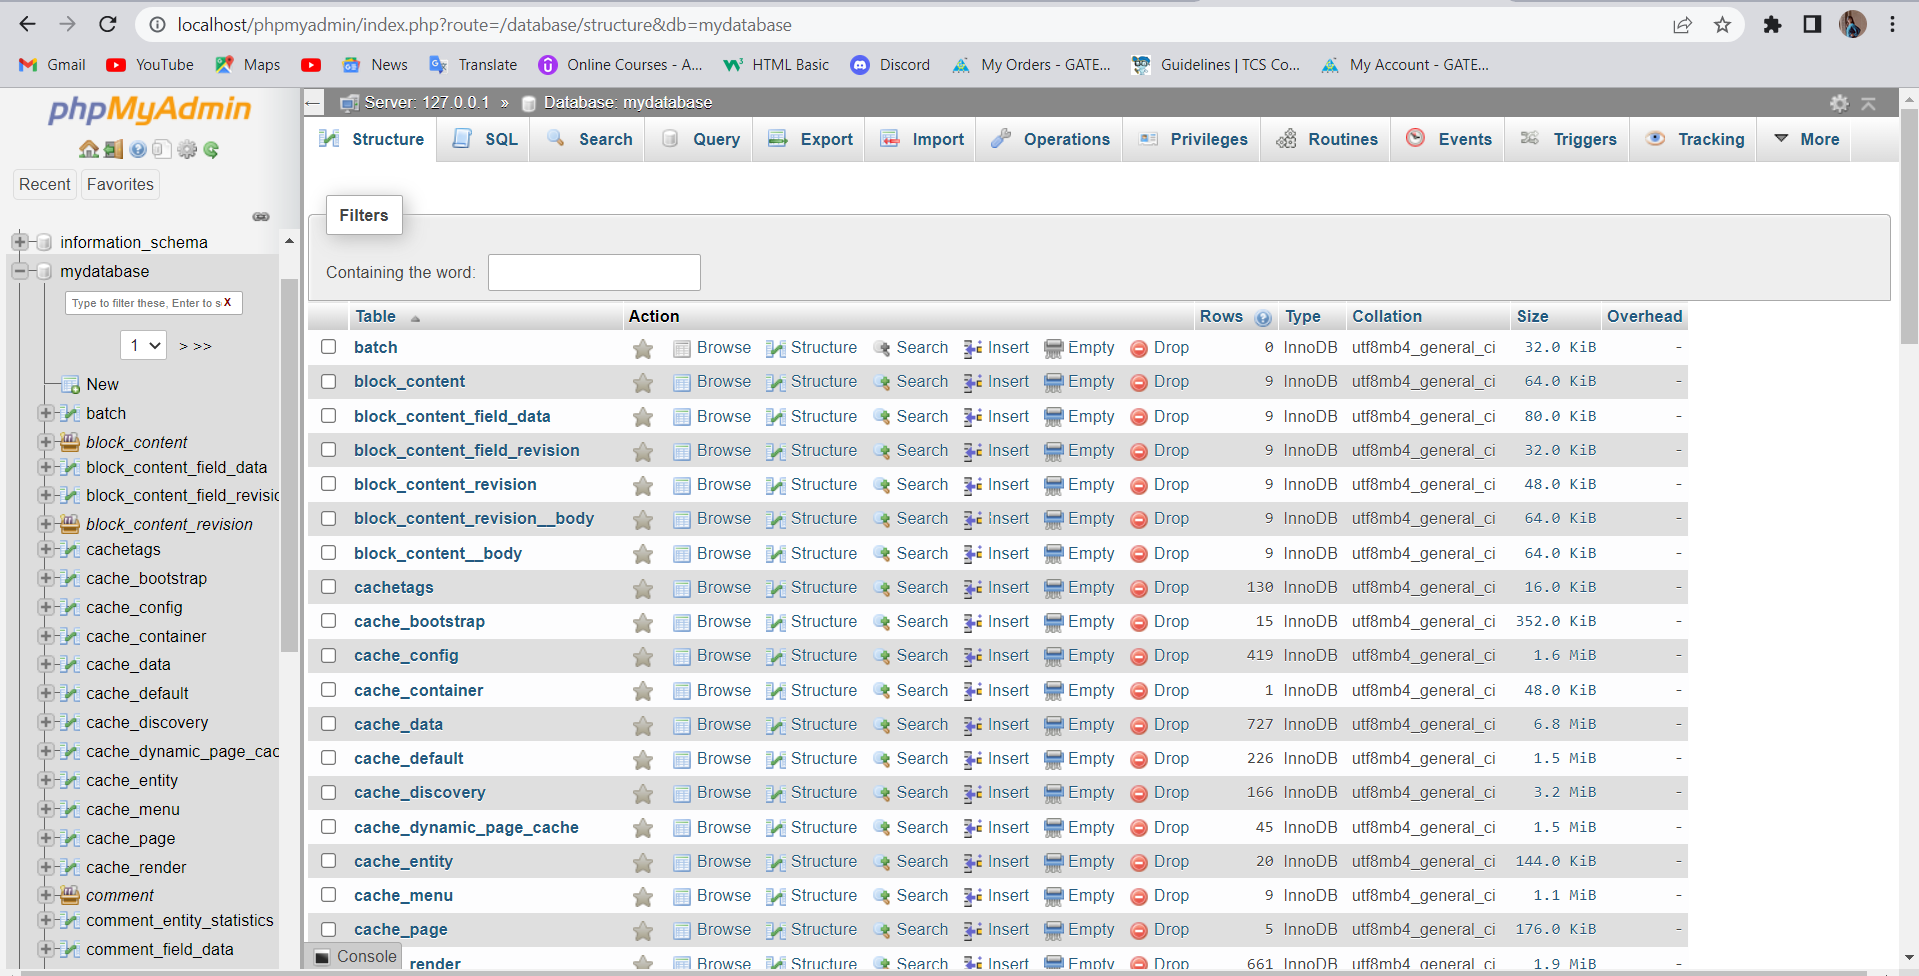 localhost/phpmyadmin/index.php?route=/database/structure&db=mydatabase
Gmail YouTube Maps News Translate Online Courses - A... HTML Basic Discord My Orders - GATE... Guidelines | TCS Co... My Account - GATE...
phpMyAdmin
Recent Favorites
information_schema
mydatabase
Type to filter these, Enter to s X
1 > >>
New
batch
block_content
block_content_field_data
block_content_field_revisic
block_content_revision
cachetags
cache_bootstrap
cache_config
cache_container
cache_data
cache_default
cache_discovery
cache_dynamic_page_cac
cache_entity
cache_menu
cache_page
cache_render
comment
comment_entity_statistics
comment_field_data
Server: 127.0.0.1 » Database: mydatabase
Structure SQL Search Query Export Import Operations Privileges Routines Events Triggers Tracking More
Filters
Containing the word:
Table Action Rows Type Collation Size Overhead
batch Browse Structure Search Insert Empty Drop 0 InnoDB utf8mb4_general_ci 32.0 KiB -
block_content Browse Structure Search Insert Empty Drop 9 InnoDB utf8mb4_general_ci 64.0 KiB -
block_content_field_data Browse Structure Search Insert Empty Drop 9 InnoDB utf8mb4_general_ci 80.0 KiB -
block_content_field_revision Browse Structure Search Insert Empty Drop 9 InnoDB utf8mb4_general_ci 32.0 KiB -
block_content_revision Browse Structure Search Insert Empty Drop 9 InnoDB utf8mb4_general_ci 48.0 KiB -
block_content_revision__body Browse Structure Search Insert Empty Drop 9 InnoDB utf8mb4_general_ci 64.0 KiB -
block_content__body Browse Structure Search Insert Empty Drop 9 InnoDB utf8mb4_general_ci 64.0 KiB -
cachetags Browse Structure Search Insert Empty Drop 130 InnoDB utf8mb4_general_ci 16.0 KiB -
cache_bootstrap Browse Structure Search Insert Empty Drop 15 InnoDB utf8mb4_general_ci 352.0 KiB -
cache_config Browse Structure Search Insert Empty Drop 419 InnoDB utf8mb4_general_ci 1.6 MiB -
cache_container Browse Structure Search Insert Empty Drop 1 InnoDB utf8mb4_general_ci 48.0 KiB -
cache_data Browse Structure Search Insert Empty Drop 727 InnoDB utf8mb4_general_ci 6.8 MiB -
cache_default Browse Structure Search Insert Empty Drop 226 InnoDB utf8mb4_general_ci 1.5 MiB -
cache_discovery Browse Structure Search Insert Empty Drop 166 InnoDB utf8mb4_general_ci 3.2 MiB -
cache_dynamic_page_cache Browse Structure Search Insert Empty Drop 45 InnoDB utf8mb4_general_ci 1.5 MiB -
cache_entity Browse Structure Search Insert Empty Drop 20 InnoDB utf8mb4_general_ci 144.0 KiB -
cache_menu Browse Structure Search Insert Empty Drop 9 InnoDB utf8mb4_general_ci 1.1 MiB -
cache_page Browse Structure Search Insert Empty Drop 5 InnoDB utf8mb4_general_ci 176.0 KiB -
render Browse Structure Search Insert Empty Drop 661 InnoDB utf8mb4_general_ci 1.9 MiB -
Console